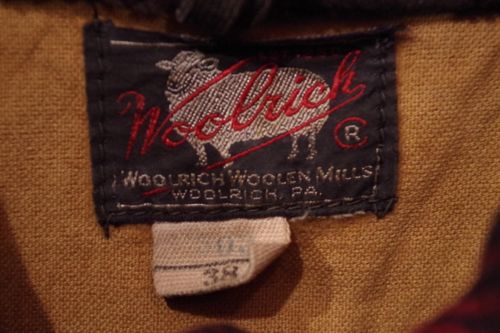 Woolrich
®
WOOLRICH WOOLEN MILLS
WOOLRICH, PA.
38